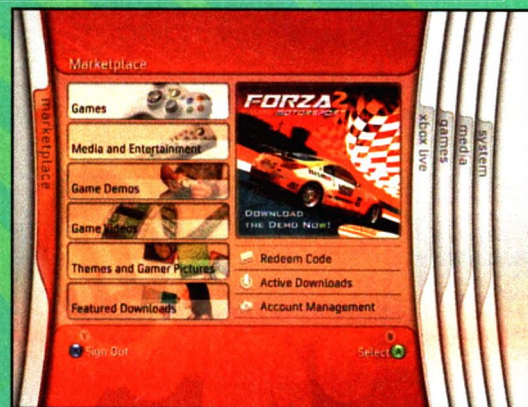 Marketplace
marketplace
Games
Media and Entertainment
Game Demos
Game Videos
Themes and Gamer Pictures
Featured Downloads
FORZA 2
MOTORSPORT
DOWNLOAD
THE DEMO NOW!
Redeem Code
Active Downloads
Account Management
xbox live
games
media
system
Sign Out
Select A